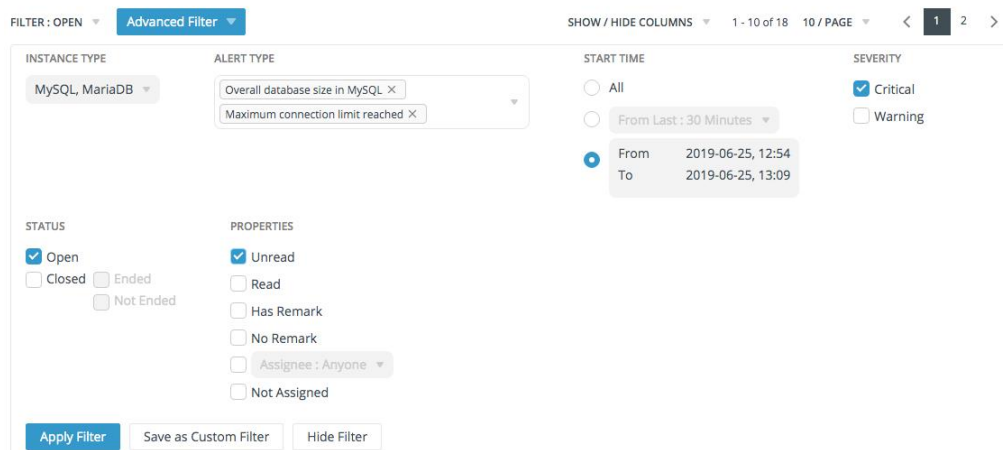 FILTER : OPEN Advanced Filter SHOW / HIDE COLUMNS 1 - 10 of 18 10 / PAGE 1 2
INSTANCE TYPE ALERT TYPE START TIME SEVERITY
MySQL, MariaDB Overall database size in MySQL × All Critical
Maximum connection limit reached × From Last : 30 Minutes Warning
From 2019-06-25, 12:54
To 2019-06-25, 13:09
STATUS PROPERTIES
Open Unread
Closed Ended Read
Not Ended Has Remark
No Remark
Assignee : Anyone
Not Assigned
Apply Filter Save as Custom Filter Hide Filter